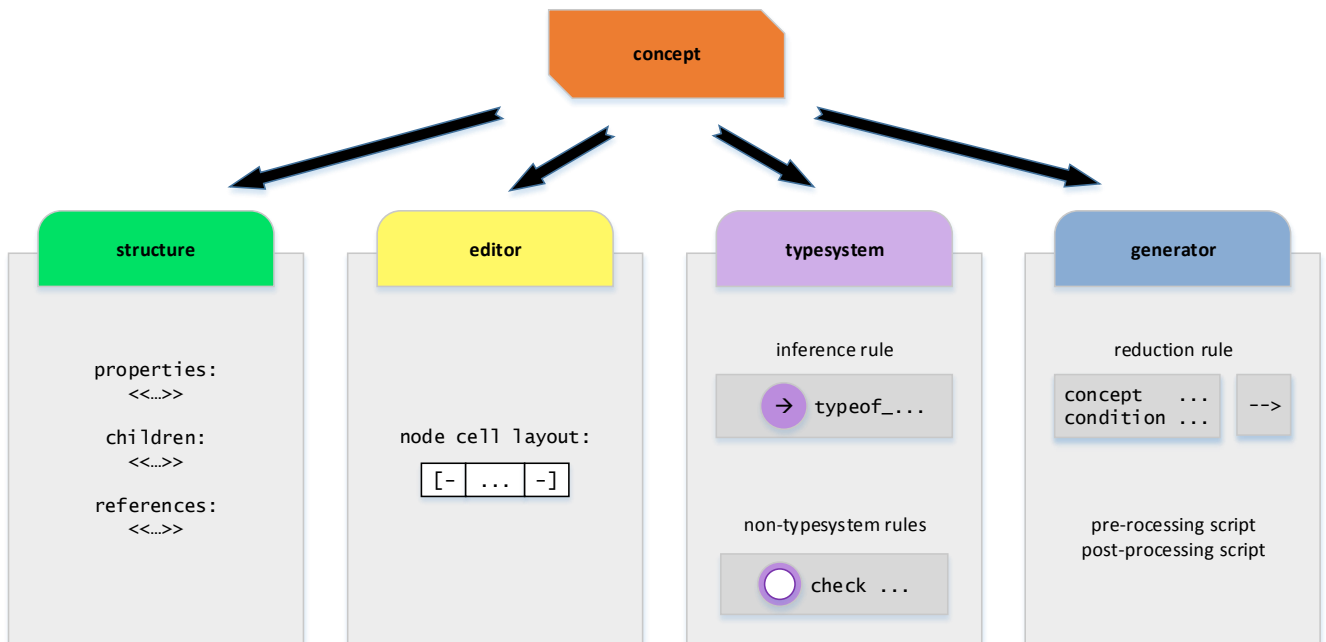 concept
structure
properties:
<<…>>
children:
<<…>>
references:
<<…>>
editor
node cell layout:
[- ... -]
typesystem
inference rule
→ typeof_...
non-typesystem rules
check ...
generator
reduction rule
concept ...
condition ...
-->
pre-rocessing script
post-processing script